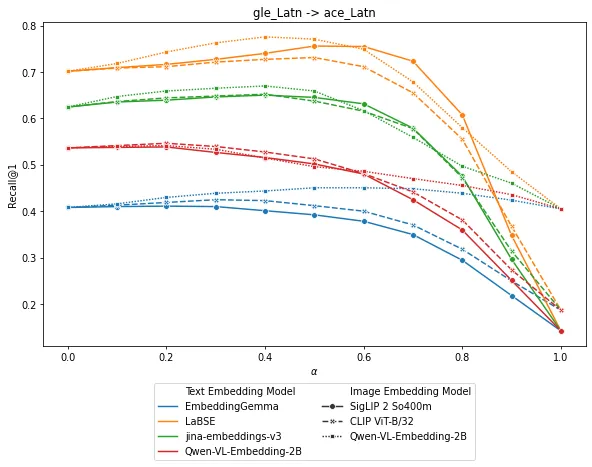 gle_Latn -> ace_Latn
0.8
0.7
0.6
0.5
0.4
0.3
0.2
Recall@1
0.0 0.2 0.4 0.6 0.8 1.0
α
Text Embedding Model Image Embedding Model
EmbeddingGemma SigLIP 2 So400m
LaBSE CLIP ViT-B/32
jina-embeddings-v3 Qwen-VL-Embedding-2B
Qwen-VL-Embedding-2B